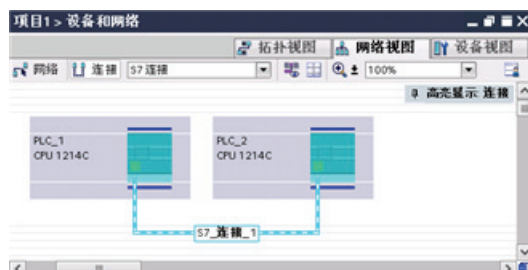 项目1 > 设备和网络
拓扑视图 网络视图 设备视图
网络 连接 S7连接 100%
高亮显示 连接
PLC_1
CPU 1214C
PLC_2
CPU 1214C
S7_连接_1